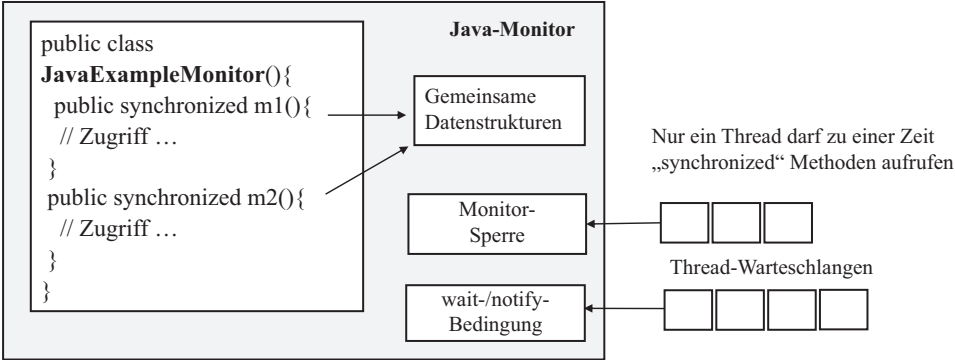 public class
JavaExampleMonitor(){
public synchronized m1(){
// Zugriff …
}
public synchronized m2(){
// Zugriff …
}
}
Java-Monitor
Gemeinsame
Datenstrukturen
Monitor-
Sperre
wait-/notify-
Bedingung
Nur ein Thread darf zu einer Zeit
„synchronized“ Methoden aufrufen
Thread-Warteschlangen